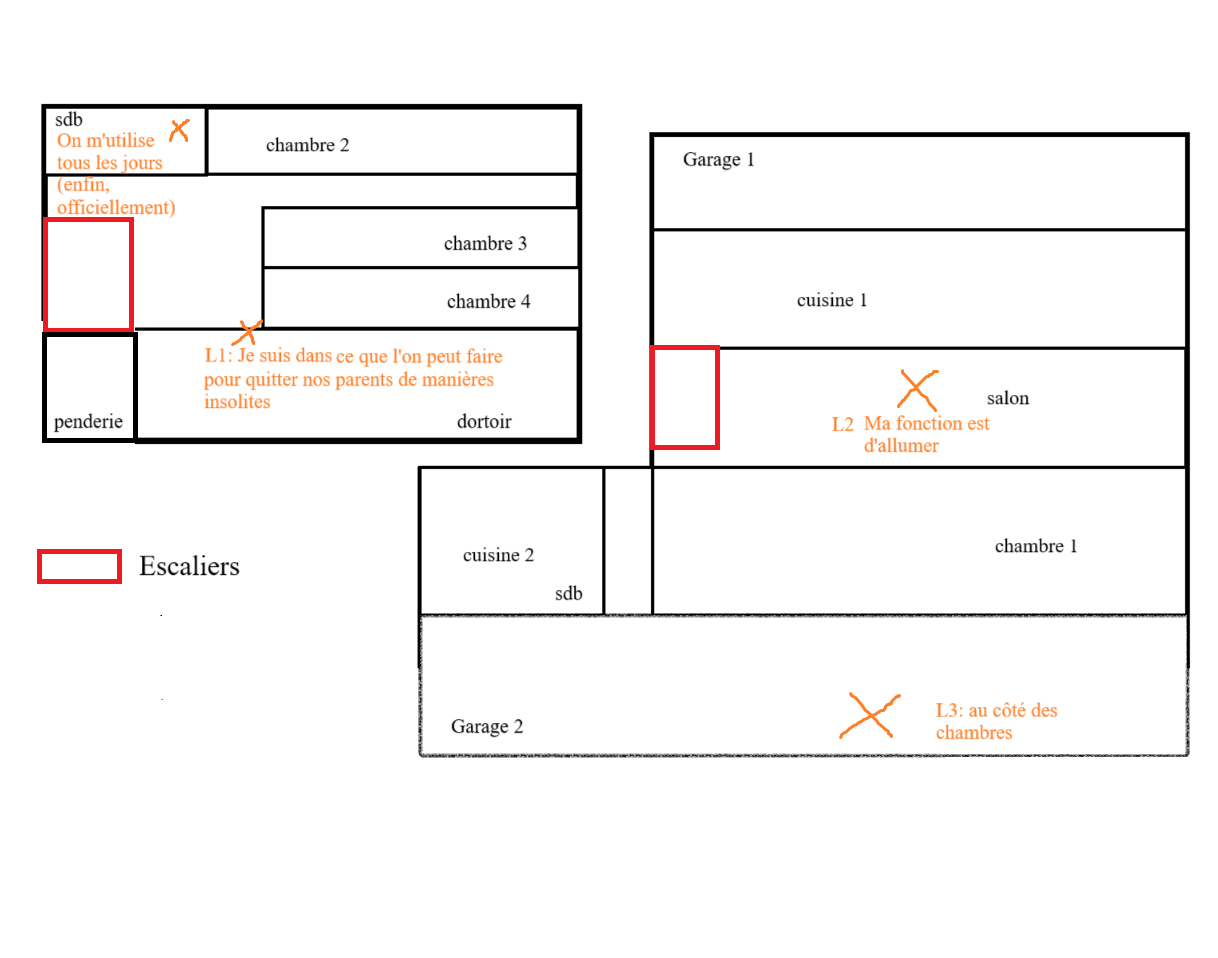 sdb
On m'utilise
tous les jours
(enfin,
officiellement)
chambre 2
chambre 3
chambre 4
L1: Je suis dans ce que l'on peut faire
pour quitter nos parents de manières
insolites
penderie
dortoir
Garage 1
cuisine 1
salon
L2 Ma fonction est
d'allumer
cuisine 2
sdb
chambre 1
Escaliers
Garage 2
L3: au côté des
chambres